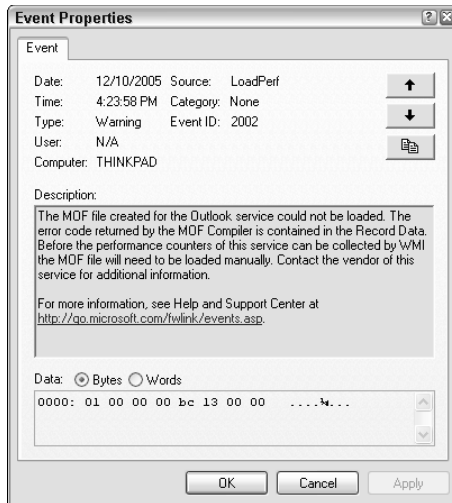 Event Properties
Event
Date: 12/10/2005 Source: LoadPerf
Time: 4:23:58 PM Category: None
Type: Warning Event ID: 2002
User: N/A
Computer: THINKPAD
Description:
The MOF file created for the Outlook service could not be loaded. The
error code returned by the MOF Compiler is contained in the Record Data.
Before the performance counters of this service can be collected by WMI
the MOF file will need to be loaded manually. Contact the vendor of this
service for additional information.
For more information, see Help and Support Center at
http://go.microsoft.com/fwlink/events.asp.
Data: Bytes Words
0000: 01 00 00 00 bc 13 00 00 ....¼...
OK Cancel Apply